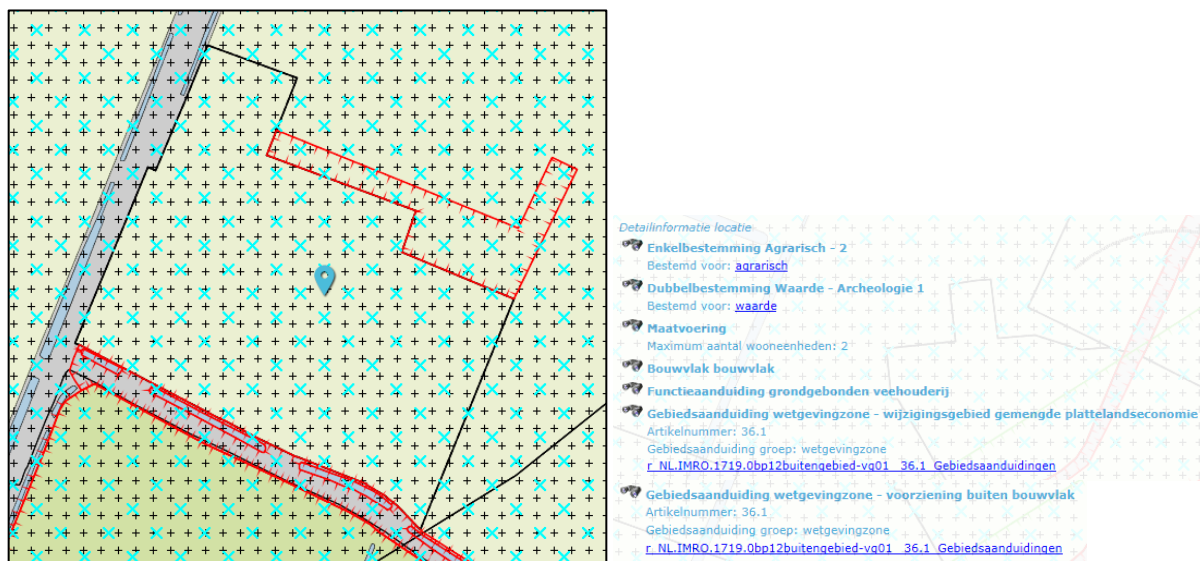 Detailinformatie locatie
Enkelbestemming Agrarisch - 2
Bestemd voor: agrarisch
Dubbelbestemming Waarde - Archeologie 1
Bestemd voor: waarde
Maatvoering
Maximum aantal wooneenheden: 2
Bouwvlak bouwvlak
Functieaanduiding grondgebonden veehouderij
Gebiedsaanduiding wetgevingzone - wijzigingsgebied gemengde plattelandseconomie
Artikelnummer: 36.1
Gebiedsaanduiding groep: wetgevingzone
r_NL.IMRO.1719.0bp12buitengebied-vg01__36.1_Gebiedsaanduidingen
Gebiedsaanduiding wetgevingzone - voorziening buiten bouwvlak
Artikelnummer: 36.1
Gebiedsaanduiding groep: wetgevingzone
r_NL.IMRO.1719.0bp12buitengebied-vg01__36.1_Gebiedsaanduidingen